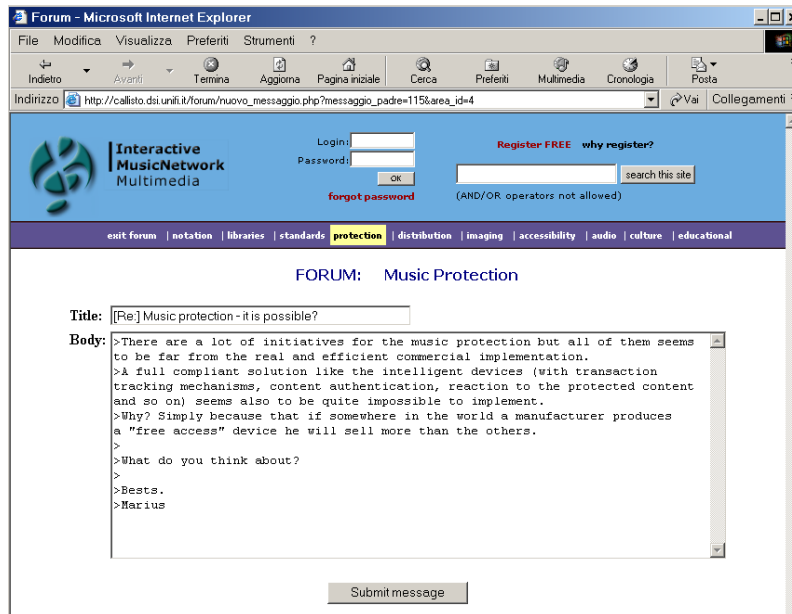 Forum - Microsoft Internet Explorer
File Modifica Visualizza Preferiti Strumenti ?
Indietro Avanti Termina Aggiorna Pagina iniziale Cerca Preferiti Multimedia Cronologia Posta
Indirizzo http://callisto.dsi.unifi.it/forum/nuovo_messaggio.php?messaggio_padre=115&area_id=4 Vai Collegamenti
Interactive
MusicNetwork
Multimedia
Login:
Password:
OK
forgot password
Register FREE why register?
search this site
(AND/OR operators not allowed)
exit forum | notation | libraries | standards protection | distribution | imaging | accessibility | audio | culture | educational
FORUM: Music Protection
Title: [Re:] Music protection - it is possible?
Body: >There are a lot of initiatives for the music protection but all of them seems
to be far from the real and efficient commercial implementation.
>A full compliant solution like the intelligent devices (with transaction
tracking mechanisms, content authentication, reaction to the protected content
and so on) seems also to be quite impossible to implement.
>Why? Simply because that if somewhere in the world a manufacturer produces
a "free access" device he will sell more than the others.
>
>What do you think about?
>
>Bests.
>Marius
Submit message